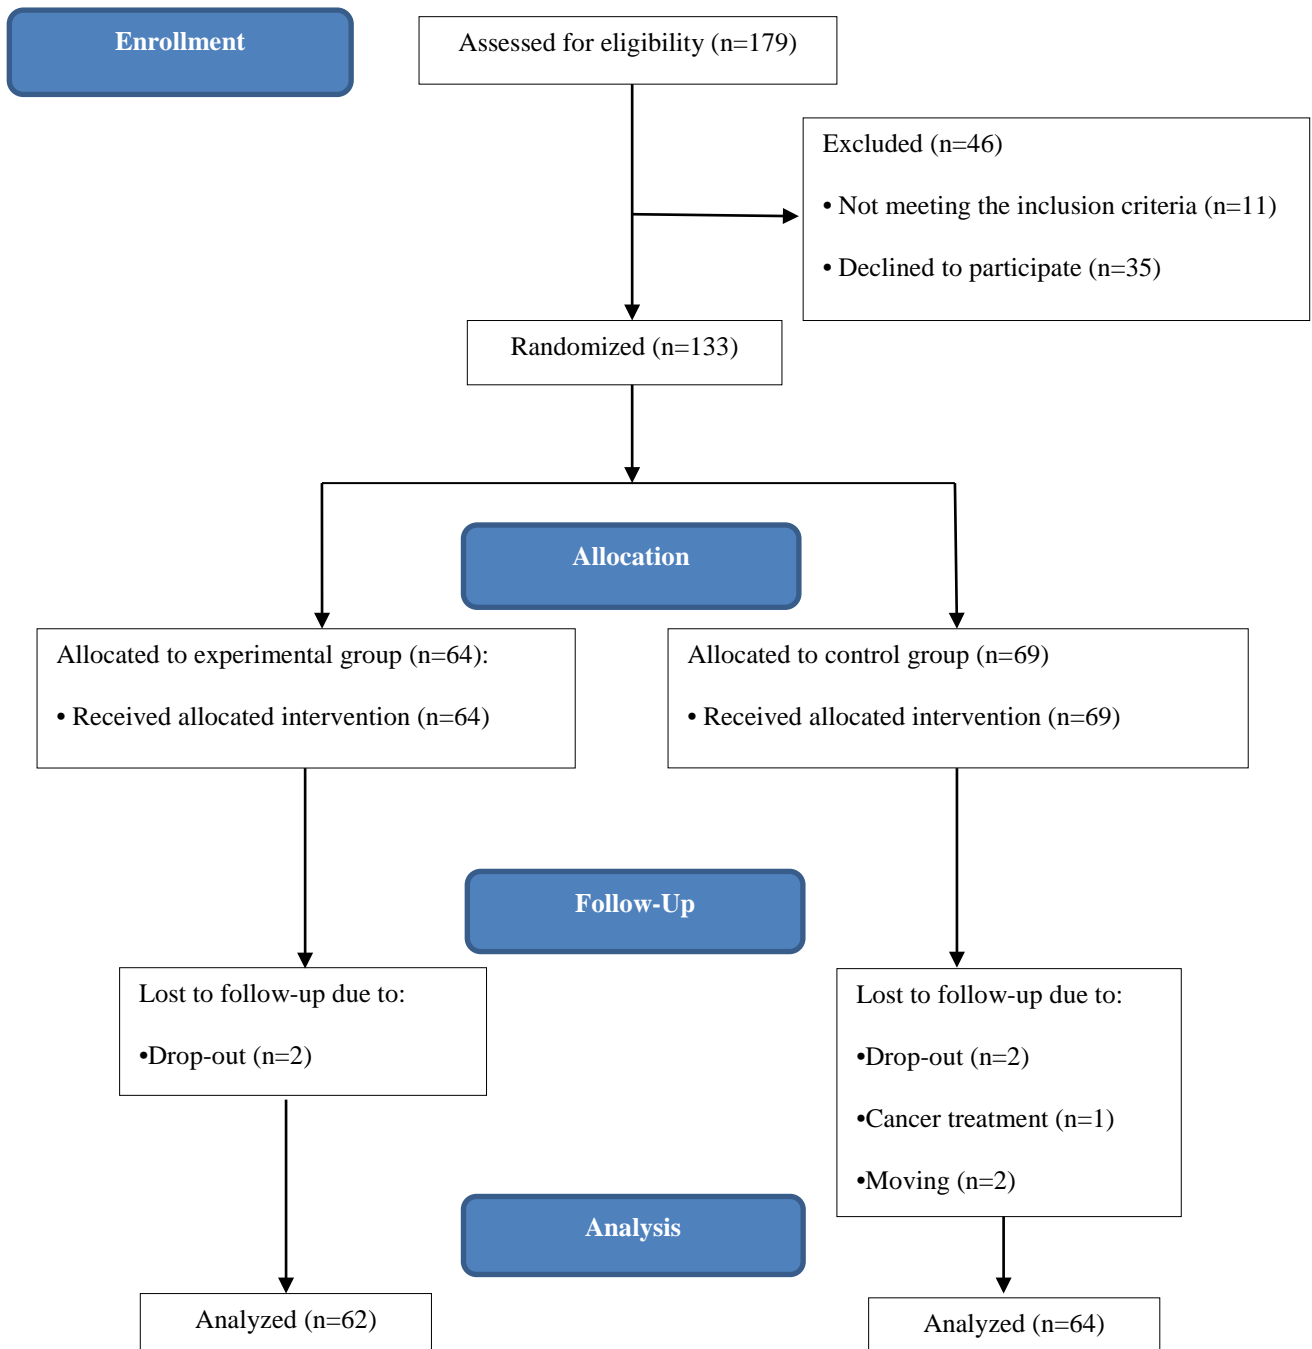 Enrollment
Assessed for eligibility (n=179)
Excluded (n=46)
• Not meeting the inclusion criteria (n=11)
• Declined to participate (n=35)
Randomized (n=133)
Allocation
Allocated to experimental group (n=64):
• Received allocated intervention (n=64)
Allocated to control group (n=69)
• Received allocated intervention (n=69)
Follow-Up
Lost to follow-up due to:
•Drop-out (n=2)
Lost to follow-up due to:
•Drop-out (n=2)
•Cancer treatment (n=1)
•Moving (n=2)
Analysis
Analyzed (n=62)
Analyzed (n=64)